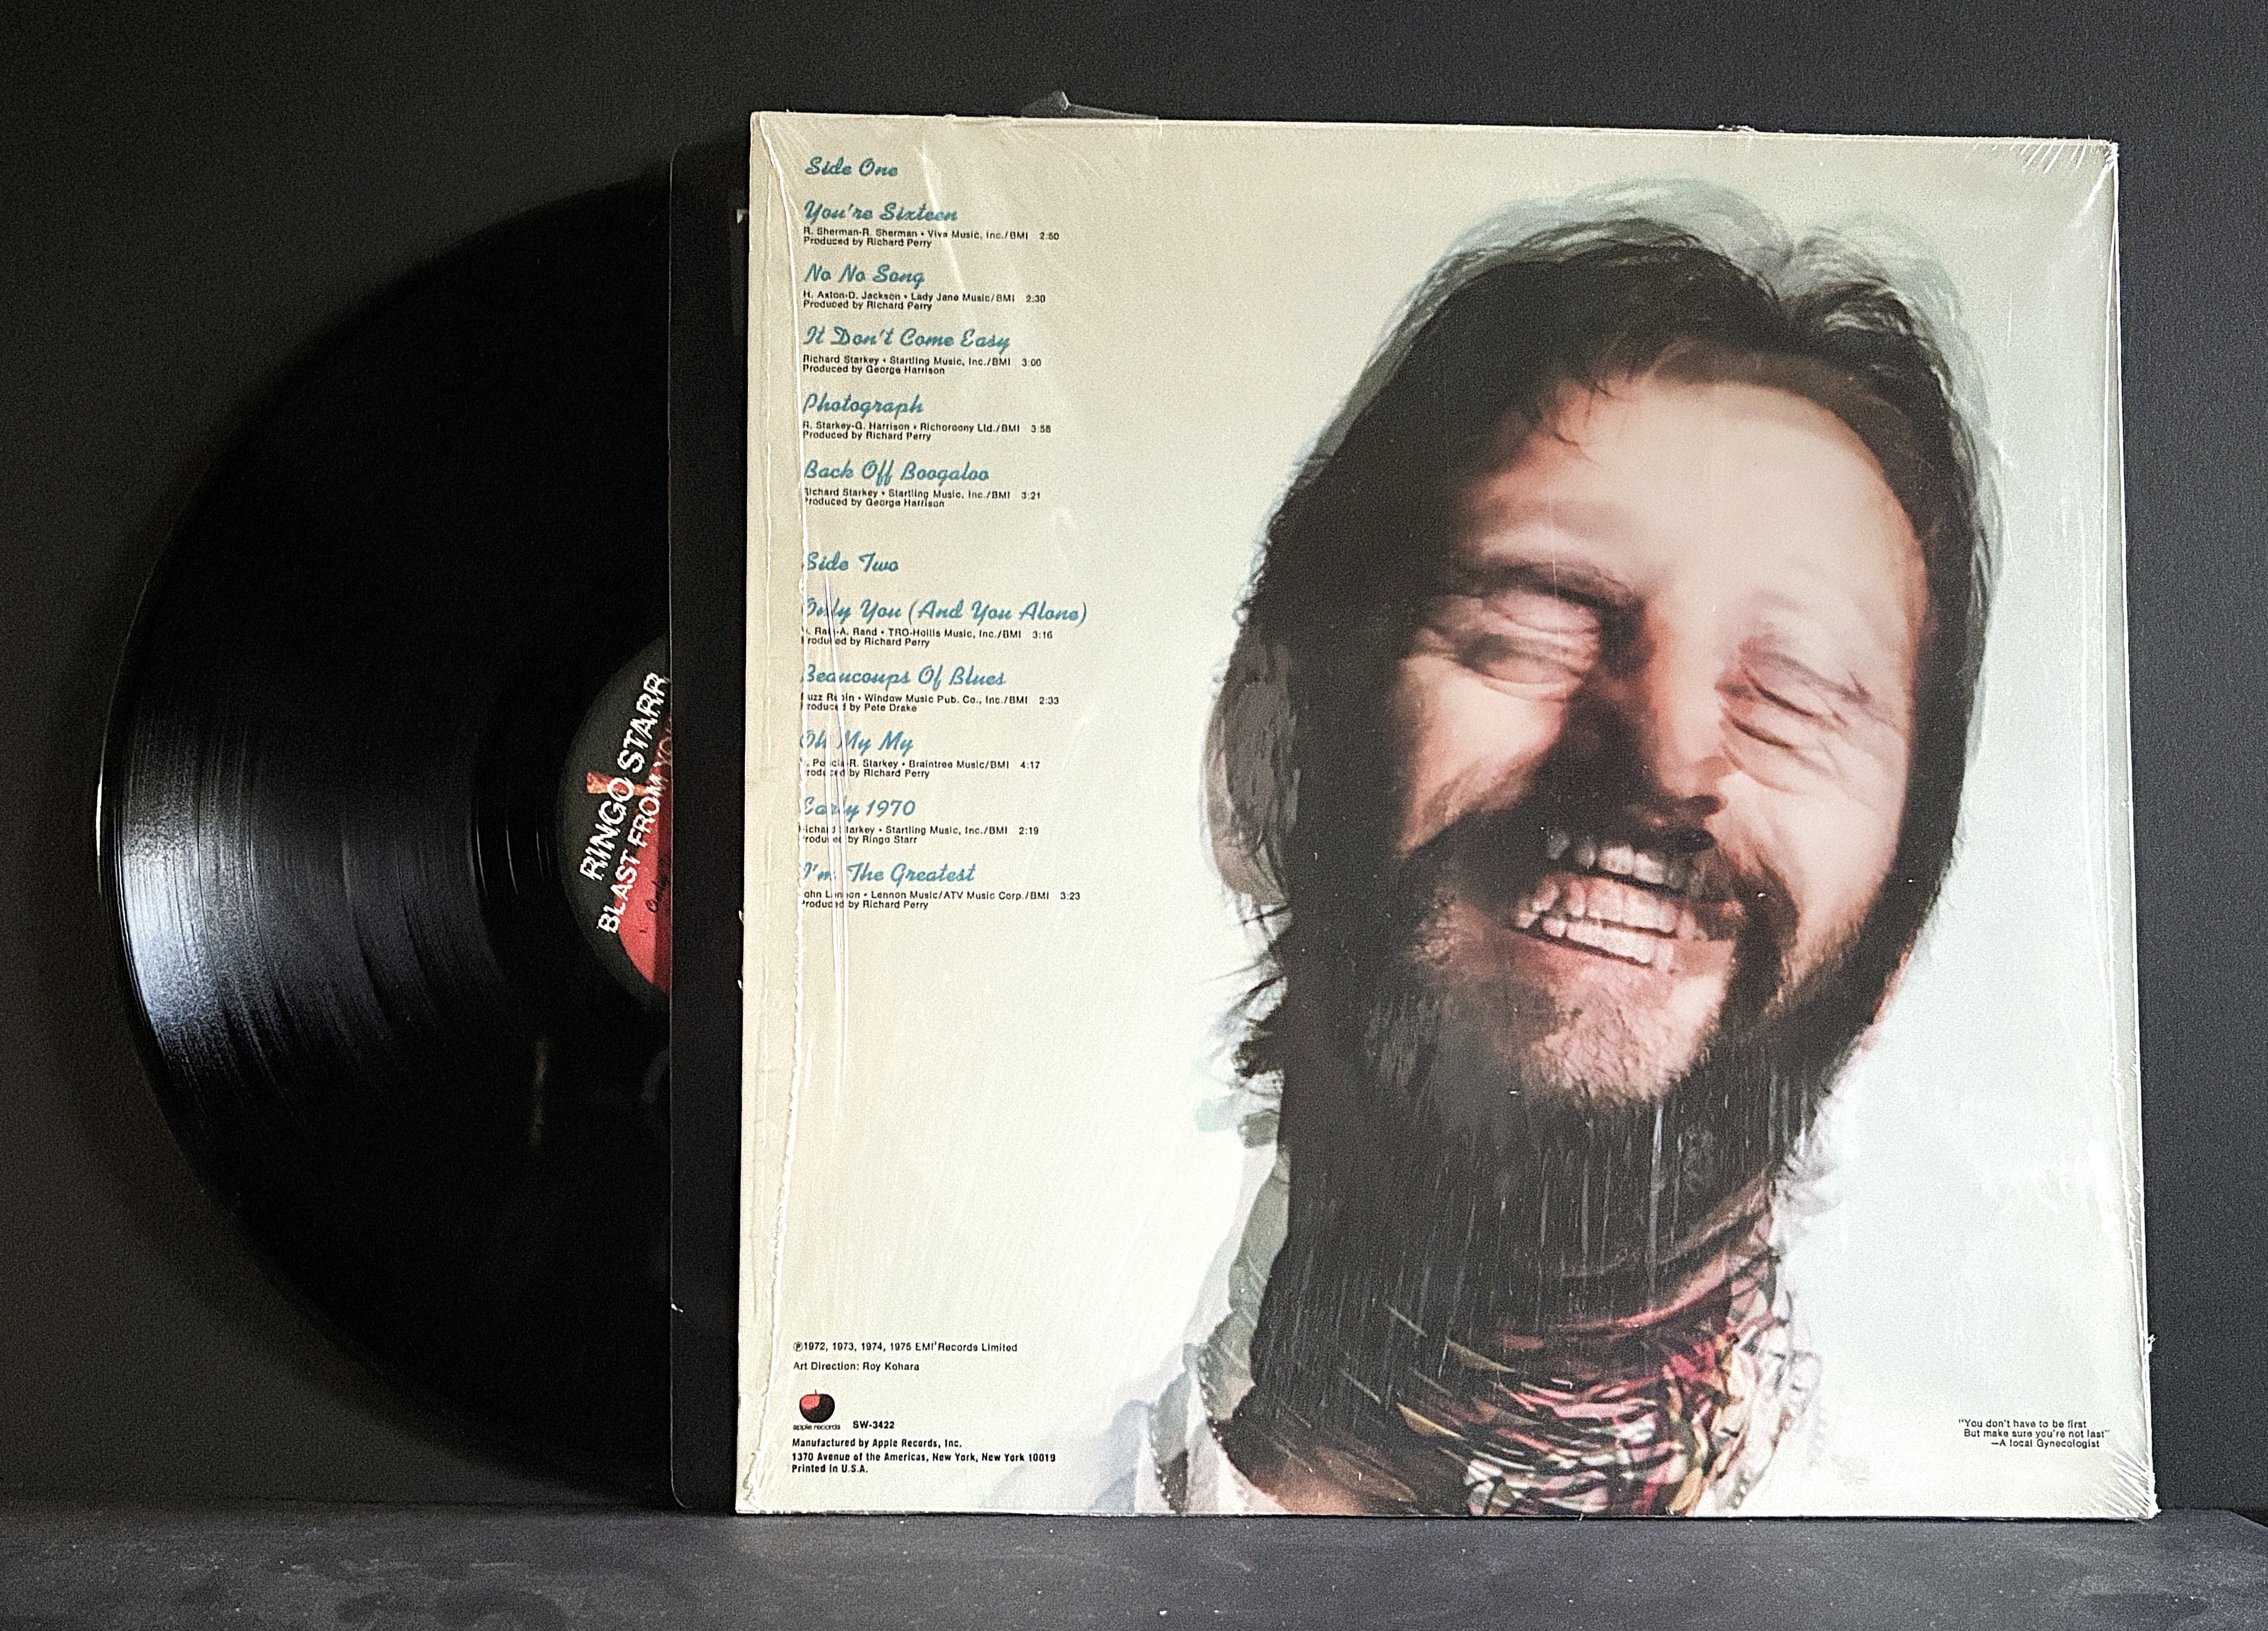 RINGO STARR
BLAST FROM
Side One
You're Sixteen
R. Sherman-R. Sherman • Viva Music, Inc./BMI 2:50
Produced by Richard Perry
No No Song
H. Axton-D. Jackson • Lady Jane Music/BMI 2:30
Produced by Richard Perry
It Don't Come Easy
Richard Starkey • Startling Music, Inc./BMI 3:00
Produced by George Harrison
Photograph
R. Starkey-G. Harrison • Richoroony Ltd./BMI 3:58
Produced by Richard Perry
Back Off Boogaloo
Richard Starkey • Startling Music, Inc./BMI 3:21
Produced by George Harrison
Side Two
Only You (And You Alone)
Rand • TRO-Hollis Music, Inc./BMI 3:16
Produced by Richard Perry
Beaucoups Of Blues
Buzz Rabin • Window Music Pub. Co., Inc./BMI 2:33
Produced by Pete Drake
Oh My My
Starkey • Braintree Music/BMI 4:17
Produced by Richard Perry
Early 1970
Richard Starkey • Startling Music, Inc./BMI 2:19
Produced by Ringo Starr
I'm The Greatest
John Lennon • Lennon Music/ATV Music Corp./BMI 3:23
Produced by Richard Perry
℗1972, 1973, 1974, 1975 EMI Records Limited
Art Direction: Roy Kohara
apple records SW-3422
Manufactured by Apple Records, Inc.
1370 Avenue of the Americas, New York, New York 10019
Printed in U.S.A.
"You don't have to be first
But make sure you're not last"
—A local Gynecologist